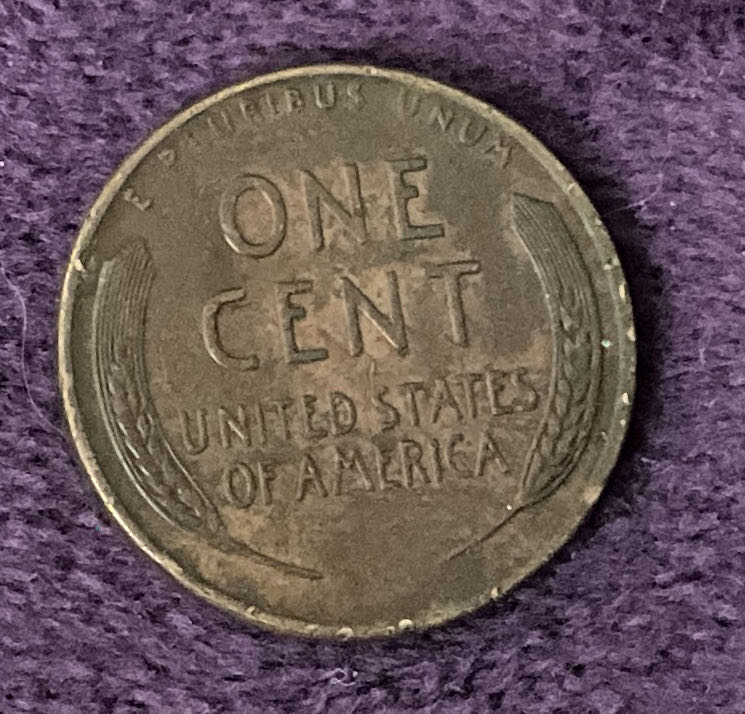 E PLURIBUS UNUM
ONE
CENT
UNITED STATES
OF AMERICA